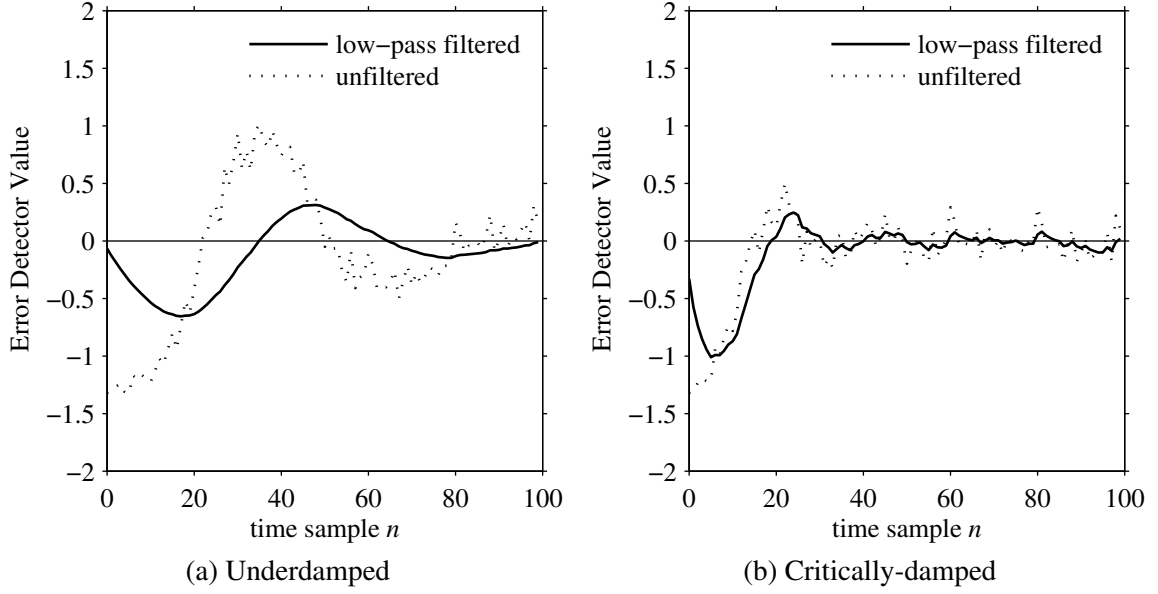 2
1.5
1
0.5
0
−0.5
−1
−1.5
−2
0 20 40 60 80 100
Error Detector Value
time sample n
low−pass filtered
unfiltered
(a) Underdamped
2
1.5
1
0.5
0
−0.5
−1
−1.5
−2
0 20 40 60 80 100
Error Detector Value
time sample n
low−pass filtered
unfiltered
(b) Critically-damped